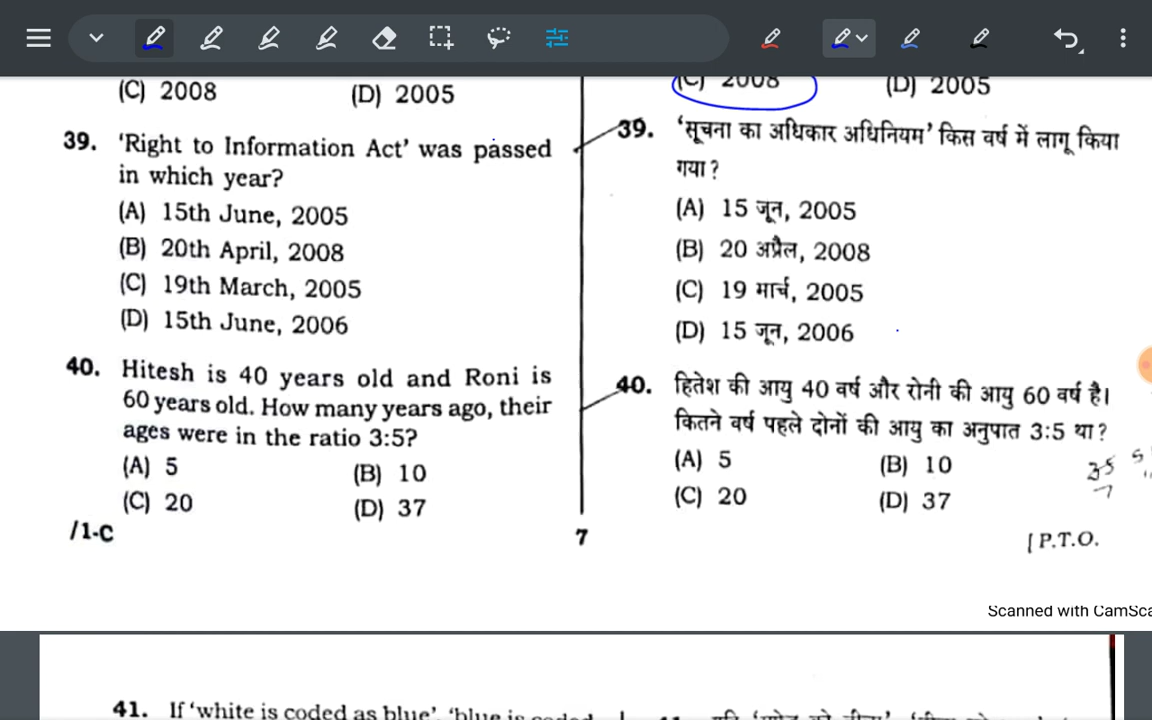 (C) 2008
(D) 2005
39. 'Right to Information Act' was passed
in which year?
(A) 15th June, 2005
(B) 20th April, 2008
(C) 19th March, 2005
(D) 15th June, 2006
40. Hitesh is 40 years old and Roni is
60 years old. How many years ago, their
ages were in the ratio 3:5?
(A) 5
(B) 10
(C) 20
(D) 37
/1-C
7
(C) 2008
(D) 2005
39. 'सूचना का अधिकार अधिनियम' किस वर्ष में लागू किया
गया?
(A) 15 जून, 2005
(B) 20 अप्रैल, 2008
(C) 19 मार्च, 2005
(D) 15 जून, 2006
40. हितेश की आयु 40 वर्ष और रोनी की आयु 60 वर्ष है।
कितने वर्ष पहले दोनों की आयु का अनुपात 3:5 था?
(A) 5
(B) 10
(C) 20
(D) 37
35
[ P.T.O.
Scanned with CamSca
41. If 'white is coded as blue', 'blue is coded